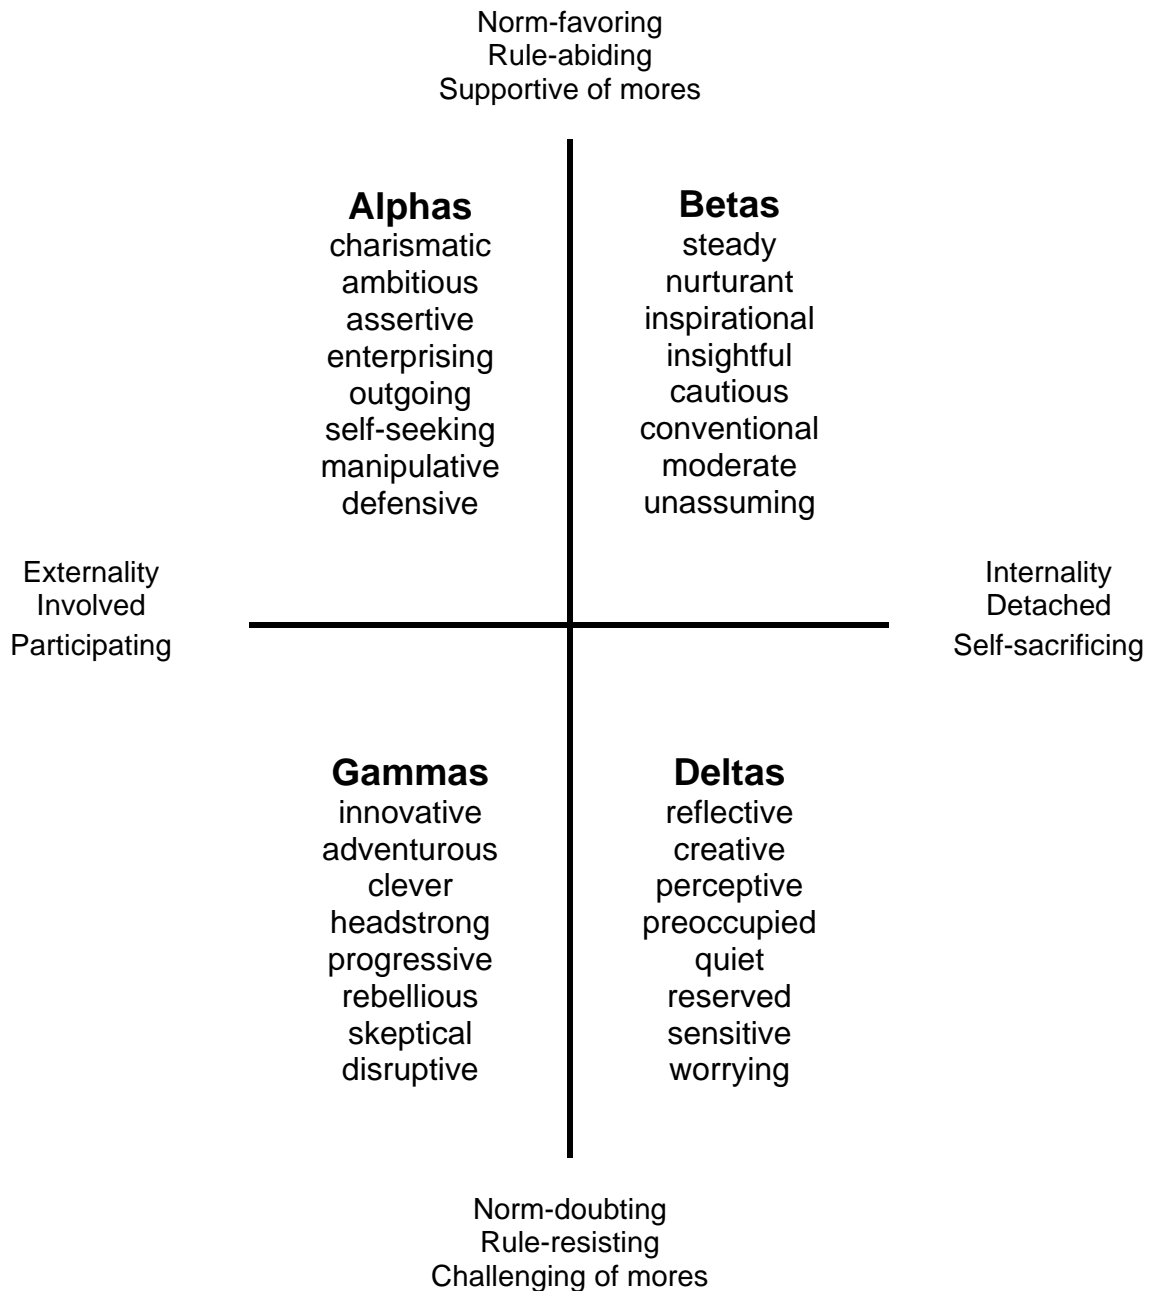 Norm-favoring
Rule-abiding
Supportive of mores
Alphas
charismatic
ambitious
assertive
enterprising
outgoing
self-seeking
manipulative
defensive
Betas
steady
nurturant
inspirational
insightful
cautious
conventional
moderate
unassuming
Externality
Involved
Participating
Internality
Detached
Self-sacrificing
Gammas
innovative
adventurous
clever
headstrong
progressive
rebellious
skeptical
disruptive
Deltas
reflective
creative
perceptive
preoccupied
quiet
reserved
sensitive
worrying
Norm-doubting
Rule-resisting
Challenging of mores